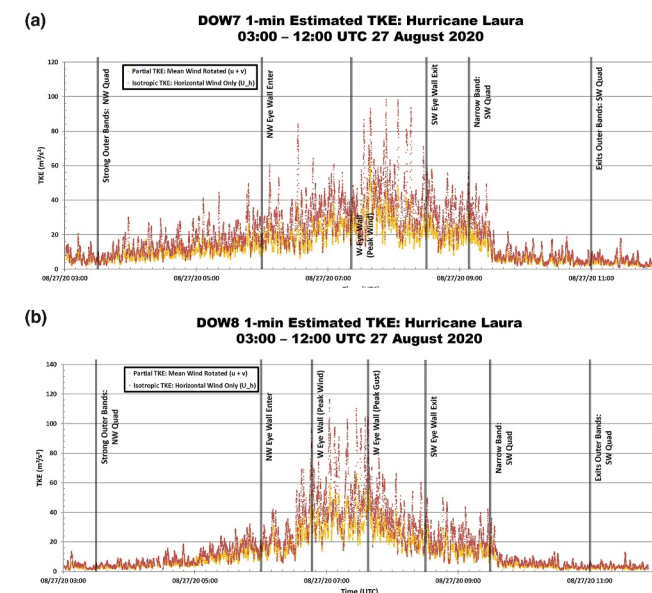 (a)
DOW7 1-min Estimated TKE: Hurricane Laura
03:00 – 12:00 UTC 27 August 2020
120
100
80
60
40
20
0
TKE (m²/s²)
Partial TKE: Mean Wind Rotated (u + v)
Isotropic TKE: Horizontal Wind Only (U_h)
Strong Outer Bands: NW Quad
NW Eye Wall Enter
W Eye Wall
(Peak Wind)
SW Eye Wall Exit
Narrow Band:
SW Quad
Exits Outer Bands: SW Quad
08/27/20 03:00
08/27/20 05:00
08/27/20 07:00
08/27/20 09:00
08/27/20 11:00
(b)
DOW8 1-min Estimated TKE: Hurricane Laura
03:00 – 12:00 UTC 27 August 2020
140
120
100
80
60
40
20
0
TKE (m²/s²)
Partial TKE: Mean Wind Rotated (u + v)
Isotropic TKE: Horizontal Wind Only (U_h)
Strong Outer Bands:
NW Quad
NW Eye Wall Enter
W Eye Wall (Peak Wind)
W Eye Wall (Peak Gust)
SW Eye Wall Exit
Narrow Band:
SW Quad
Exits Outer Bands:
SW Quad
08/27/20 03:00
08/27/20 05:00
08/27/20 07:00
08/27/20 09:00
08/27/20 11:00
Time (UTC)